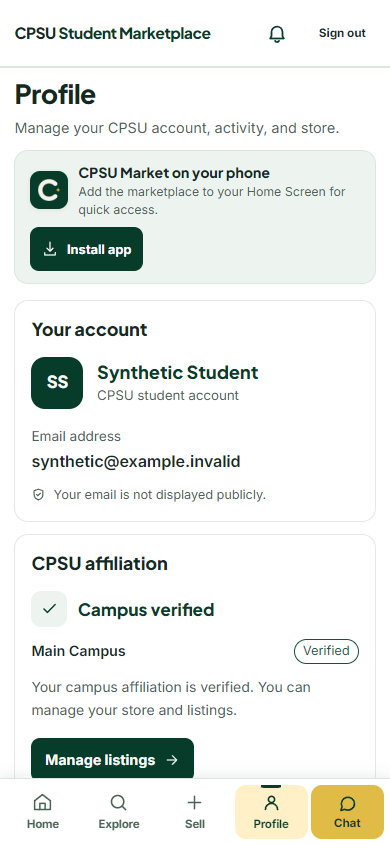 CPSU Student Marketplace
Sign out
Profile
Manage your CPSU account, activity, and store.
C
CPSU Market on your phone
Add the marketplace to your Home Screen for
quick access.
Install app
Your account
SS
Synthetic Student
CPSU student account
Email address
synthetic@example.invalid
Your email is not displayed publicly.
CPSU affiliation
Campus verified
Main Campus
Verified
Your campus affiliation is verified. You can
manage your store and listings.
Manage listings
Home
Explore
Sell
Profile
Chat